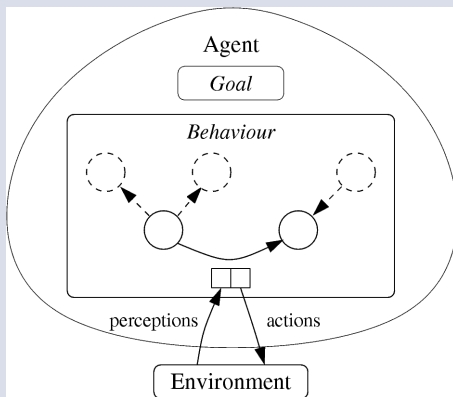 Agent
Goal
Behaviour
perceptions actions
Environment